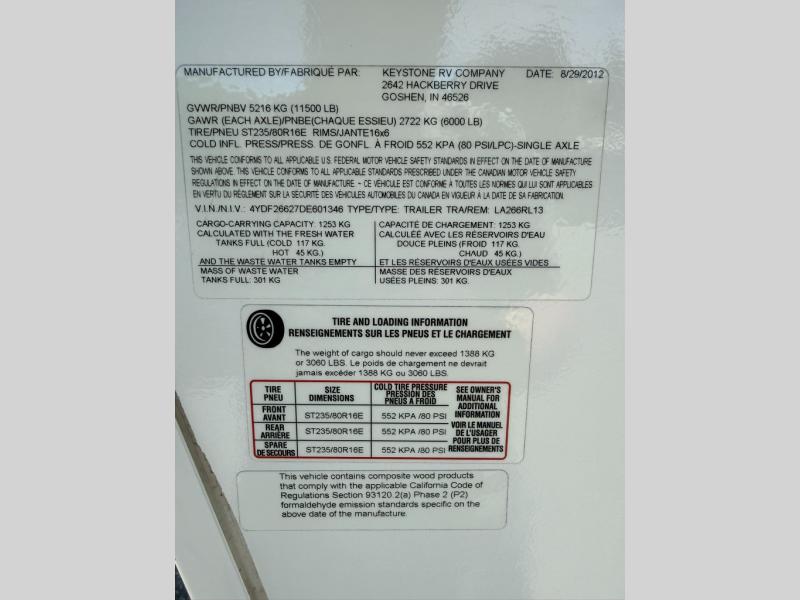 MANUFACTURED BY/FABRIQUÉ PAR: KEYSTONE RV COMPANY DATE: 8/29/2012
2642 HACKBERRY DRIVE
GOSHEN, IN 46526
GVWR/PNBV 5216 KG (11500 LB)
GAWR (EACH AXLE)/PNBE(CHAQUE ESSIEU) 2722 KG (6000 LB)
TIRE/PNEU ST235/80R16E RIMS/JANTE16x6
COLD INFL. PRESS/PRESS. DE GONFL. À FROID 552 KPA (80 PSI/LPC)-SINGLE AXLE
THIS VEHICLE CONFORMS TO ALL APPLICABLE U.S. FEDERAL MOTOR VEHICLE SAFETY STANDARDS IN EFFECT ON THE DATE OF MANUFACTURE
SHOWN ABOVE. THIS VEHICLE CONFORMS TO ALL APPLICABLE STANDARDS PRESCRIBED UNDER THE CANADIAN MOTOR VEHICLE SAFETY
REGULATIONS IN EFFECT ON THE DATE OF MANUFACTURE - CE VÉHICULE EST CONFORME À TOUTES LES NORMES QUI LUI SONT APPLICABLES
EN VERTU DU RÈGLEMENT SUR LA SÉCURITÉ DES VÉHICULES AUTOMOBILES DU CANADA EN VIGUEUR À LA DATE DE SA FABRICATION.
V.I.N./N.I.V.: 4YDF26627DE601346 TYPE/TYPE: TRAILER TRA/REM: LA266RL13
CARGO-CARRYING CAPACITY: 1253 KG
CALCULATED WITH THE FRESH WATER
TANKS FULL (COLD 117 KG.
HOT 45 KG.)
AND THE WASTE WATER TANKS EMPTY
MASS OF WASTE WATER
TANKS FULL: 301 KG
CAPACITÉ DE CHARGEMENT: 1253 KG
CALCULÉE AVEC LES RÉSERVOIRS D'EAU
DOUCE PLEINS (FROID 117 KG.
CHAUD 45 KG.)
ET LES RÉSERVOIRS D'EAUX USÉES VIDES
MASSE DES RÉSERVOIRS D'EAUX
USÉES PLEINS: 301 KG.
TIRE AND LOADING INFORMATION
RENSEIGNEMENTS SUR LES PNEUS ET LE CHARGEMENT
The weight of cargo should never exceed 1388 KG
or 3060 LBS. Le poids de chargement ne devrait
jamais excéder 1388 KG ou 3060 LBS.
TIRE
PNEU
SIZE
DIMENSIONS
COLD TIRE PRESSURE
PRESSION DES
PNEUS A FROID
SEE OWNER'S
MANUAL FOR
ADDITIONAL
INFORMATION
VOIR LE MANUEL
DE L'USAGER
POUR PLUS DE
RENSEIGNEMENTS
FRONT
AVANT
ST235/80R16E 552 KPA /80 PSI
REAR
ARRIÈRE
ST235/80R16E 552 KPA /80 PSI
SPARE
DE SECOURS
ST235/80R16E 552 KPA /80 PSI
This vehicle contains composite wood products
that comply with the applicable California Code of
Regulations Section 93120.2(a) Phase 2 (P2)
formaldehyde emission standards specific on the
above date of the manufacture.